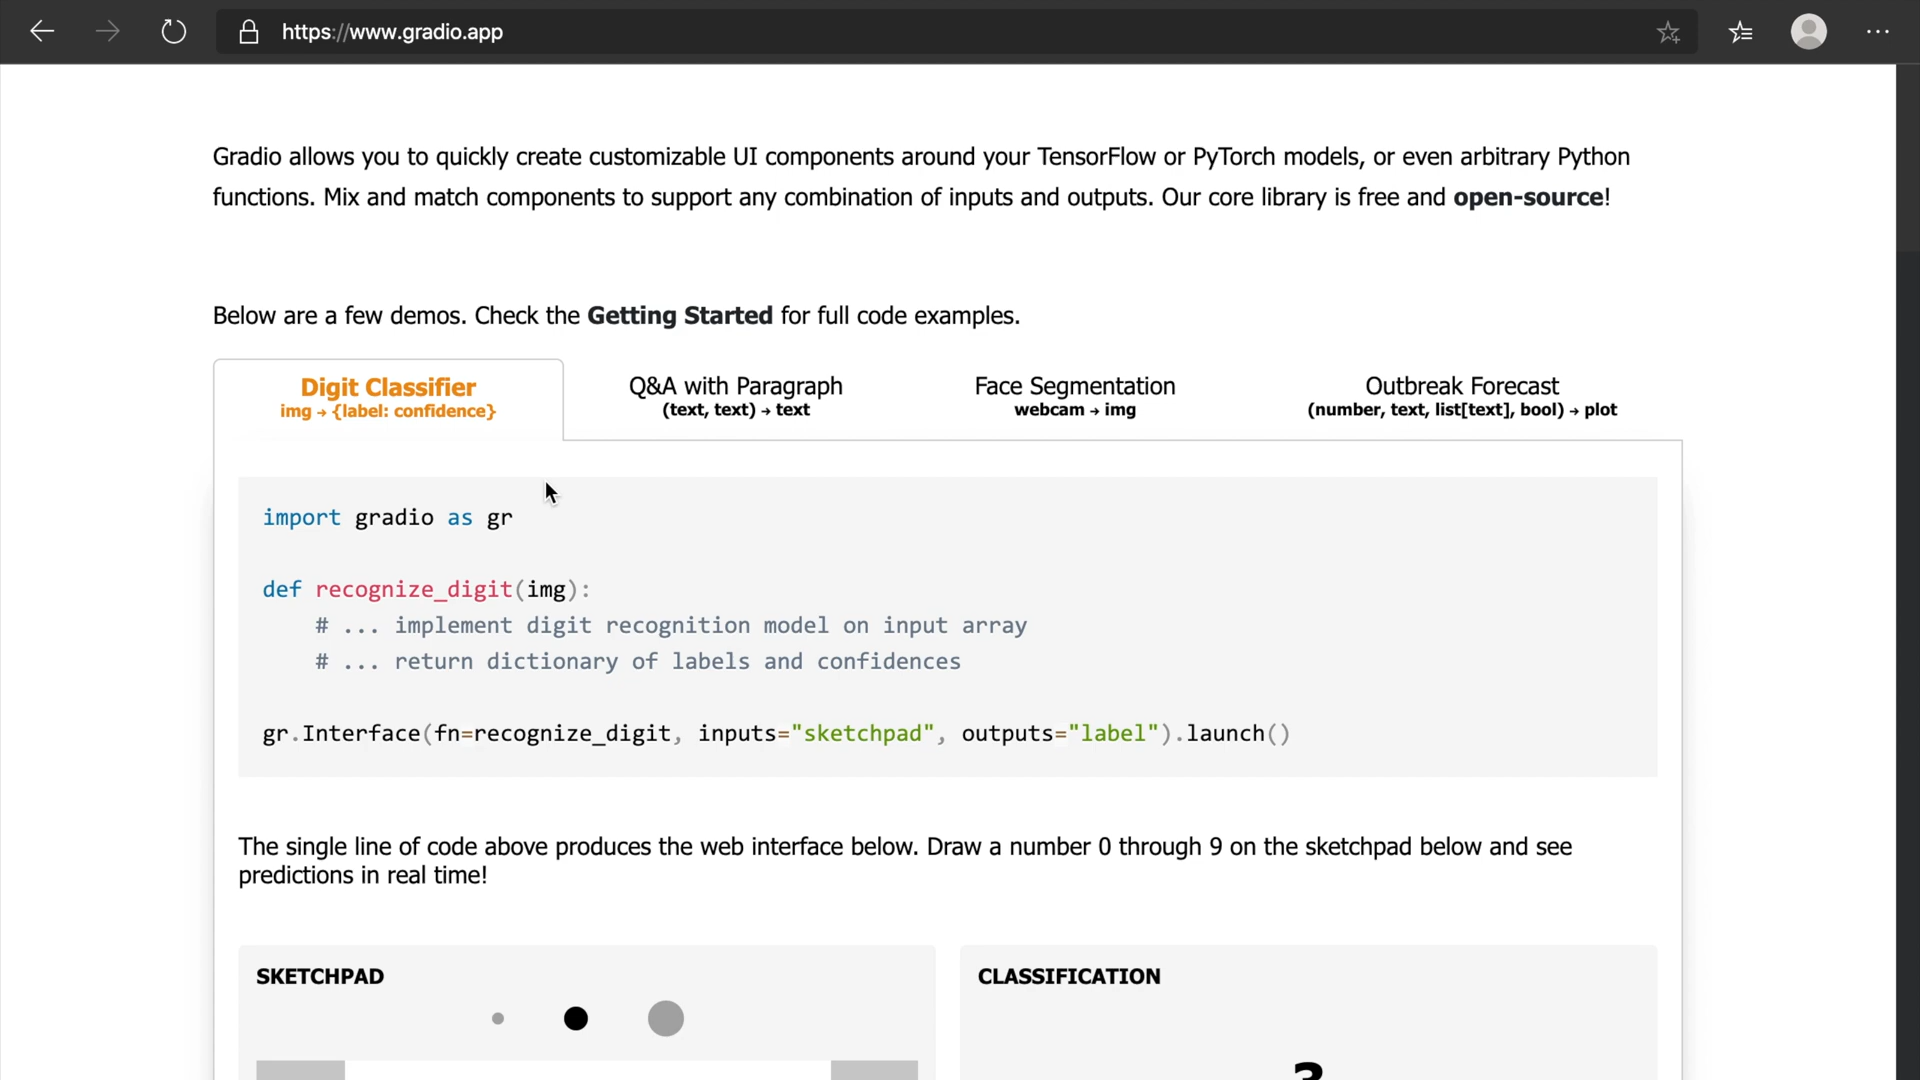 https://www.gradio.app
Gradio allows you to quickly create customizable UI components around your TensorFlow or PyTorch models, or even arbitrary Python
functions. Mix and match components to support any combination of inputs and outputs. Our core library is free and open-source!
Below are a few demos. Check the Getting Started for full code examples.
Digit Classifier
img → {label: confidence}
Q&A with Paragraph
(text, text) → text
Face Segmentation
webcam → img
Outbreak Forecast
(number, text, list[text], bool) → plot
import gradio as gr
def recognize_digit(img):
    # ... implement digit recognition model on input array
    # ... return dictionary of labels and confidences
gr.Interface(fn=recognize_digit, inputs="sketchpad", outputs="label").launch()
The single line of code above produces the web interface below. Draw a number 0 through 9 on the sketchpad below and see
predictions in real time!
SKETCHPAD
CLASSIFICATION
3